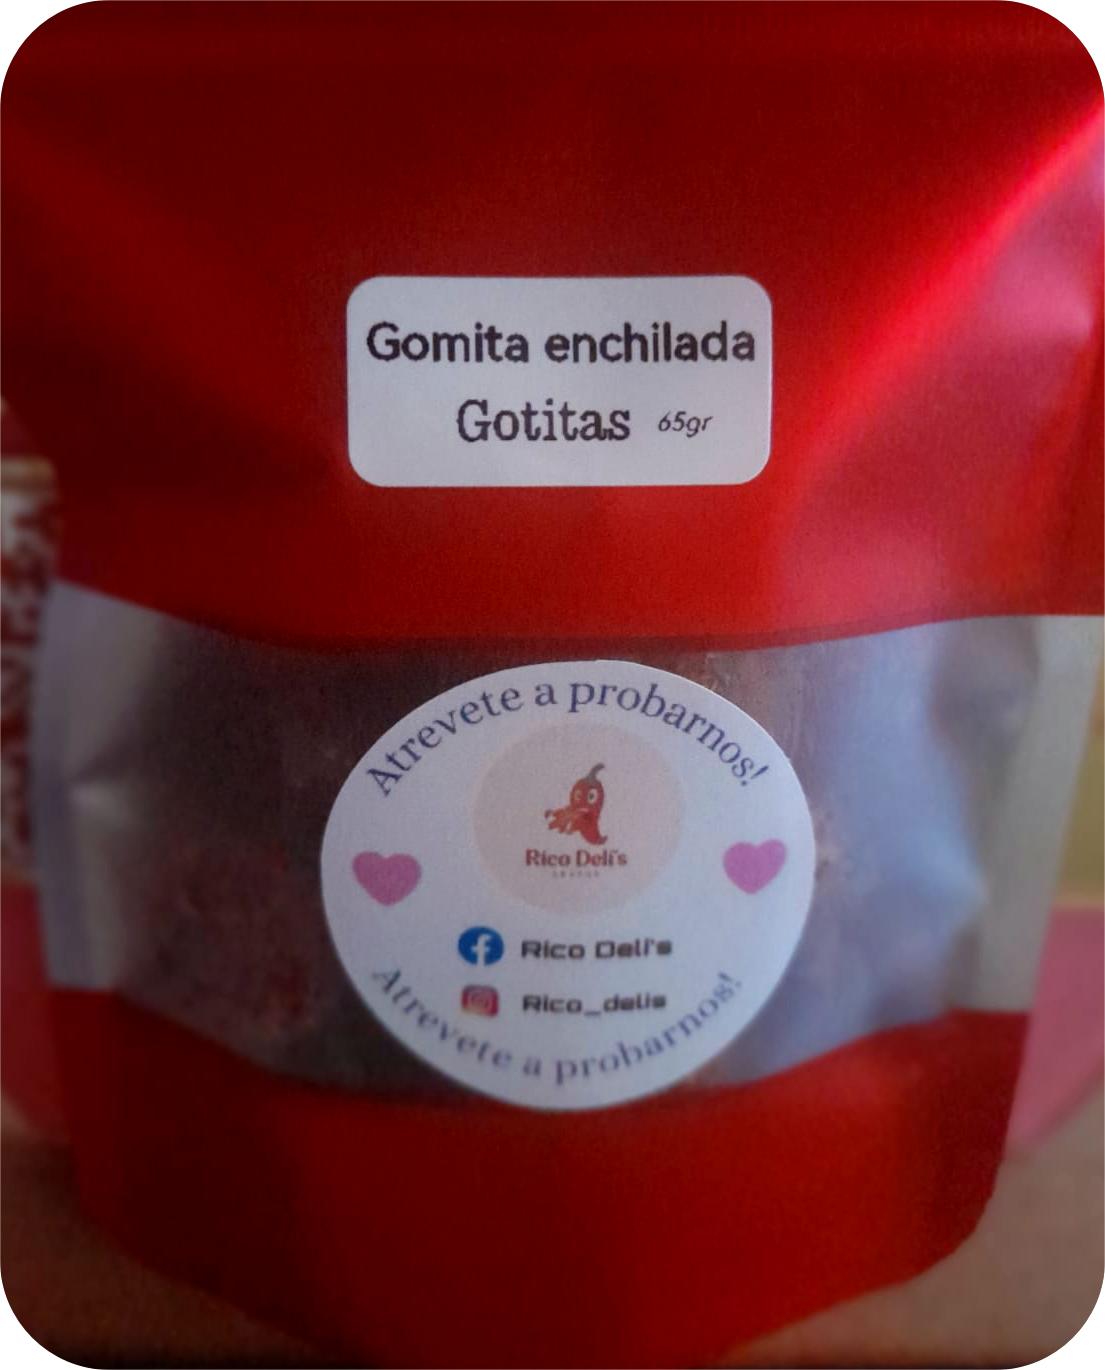 Gomita enchilada
Gotitas 65gr
Atrevete a probarnos!
Rico Deli's
Rico Deli's
Rico_delis
Atrevete a probarnos!